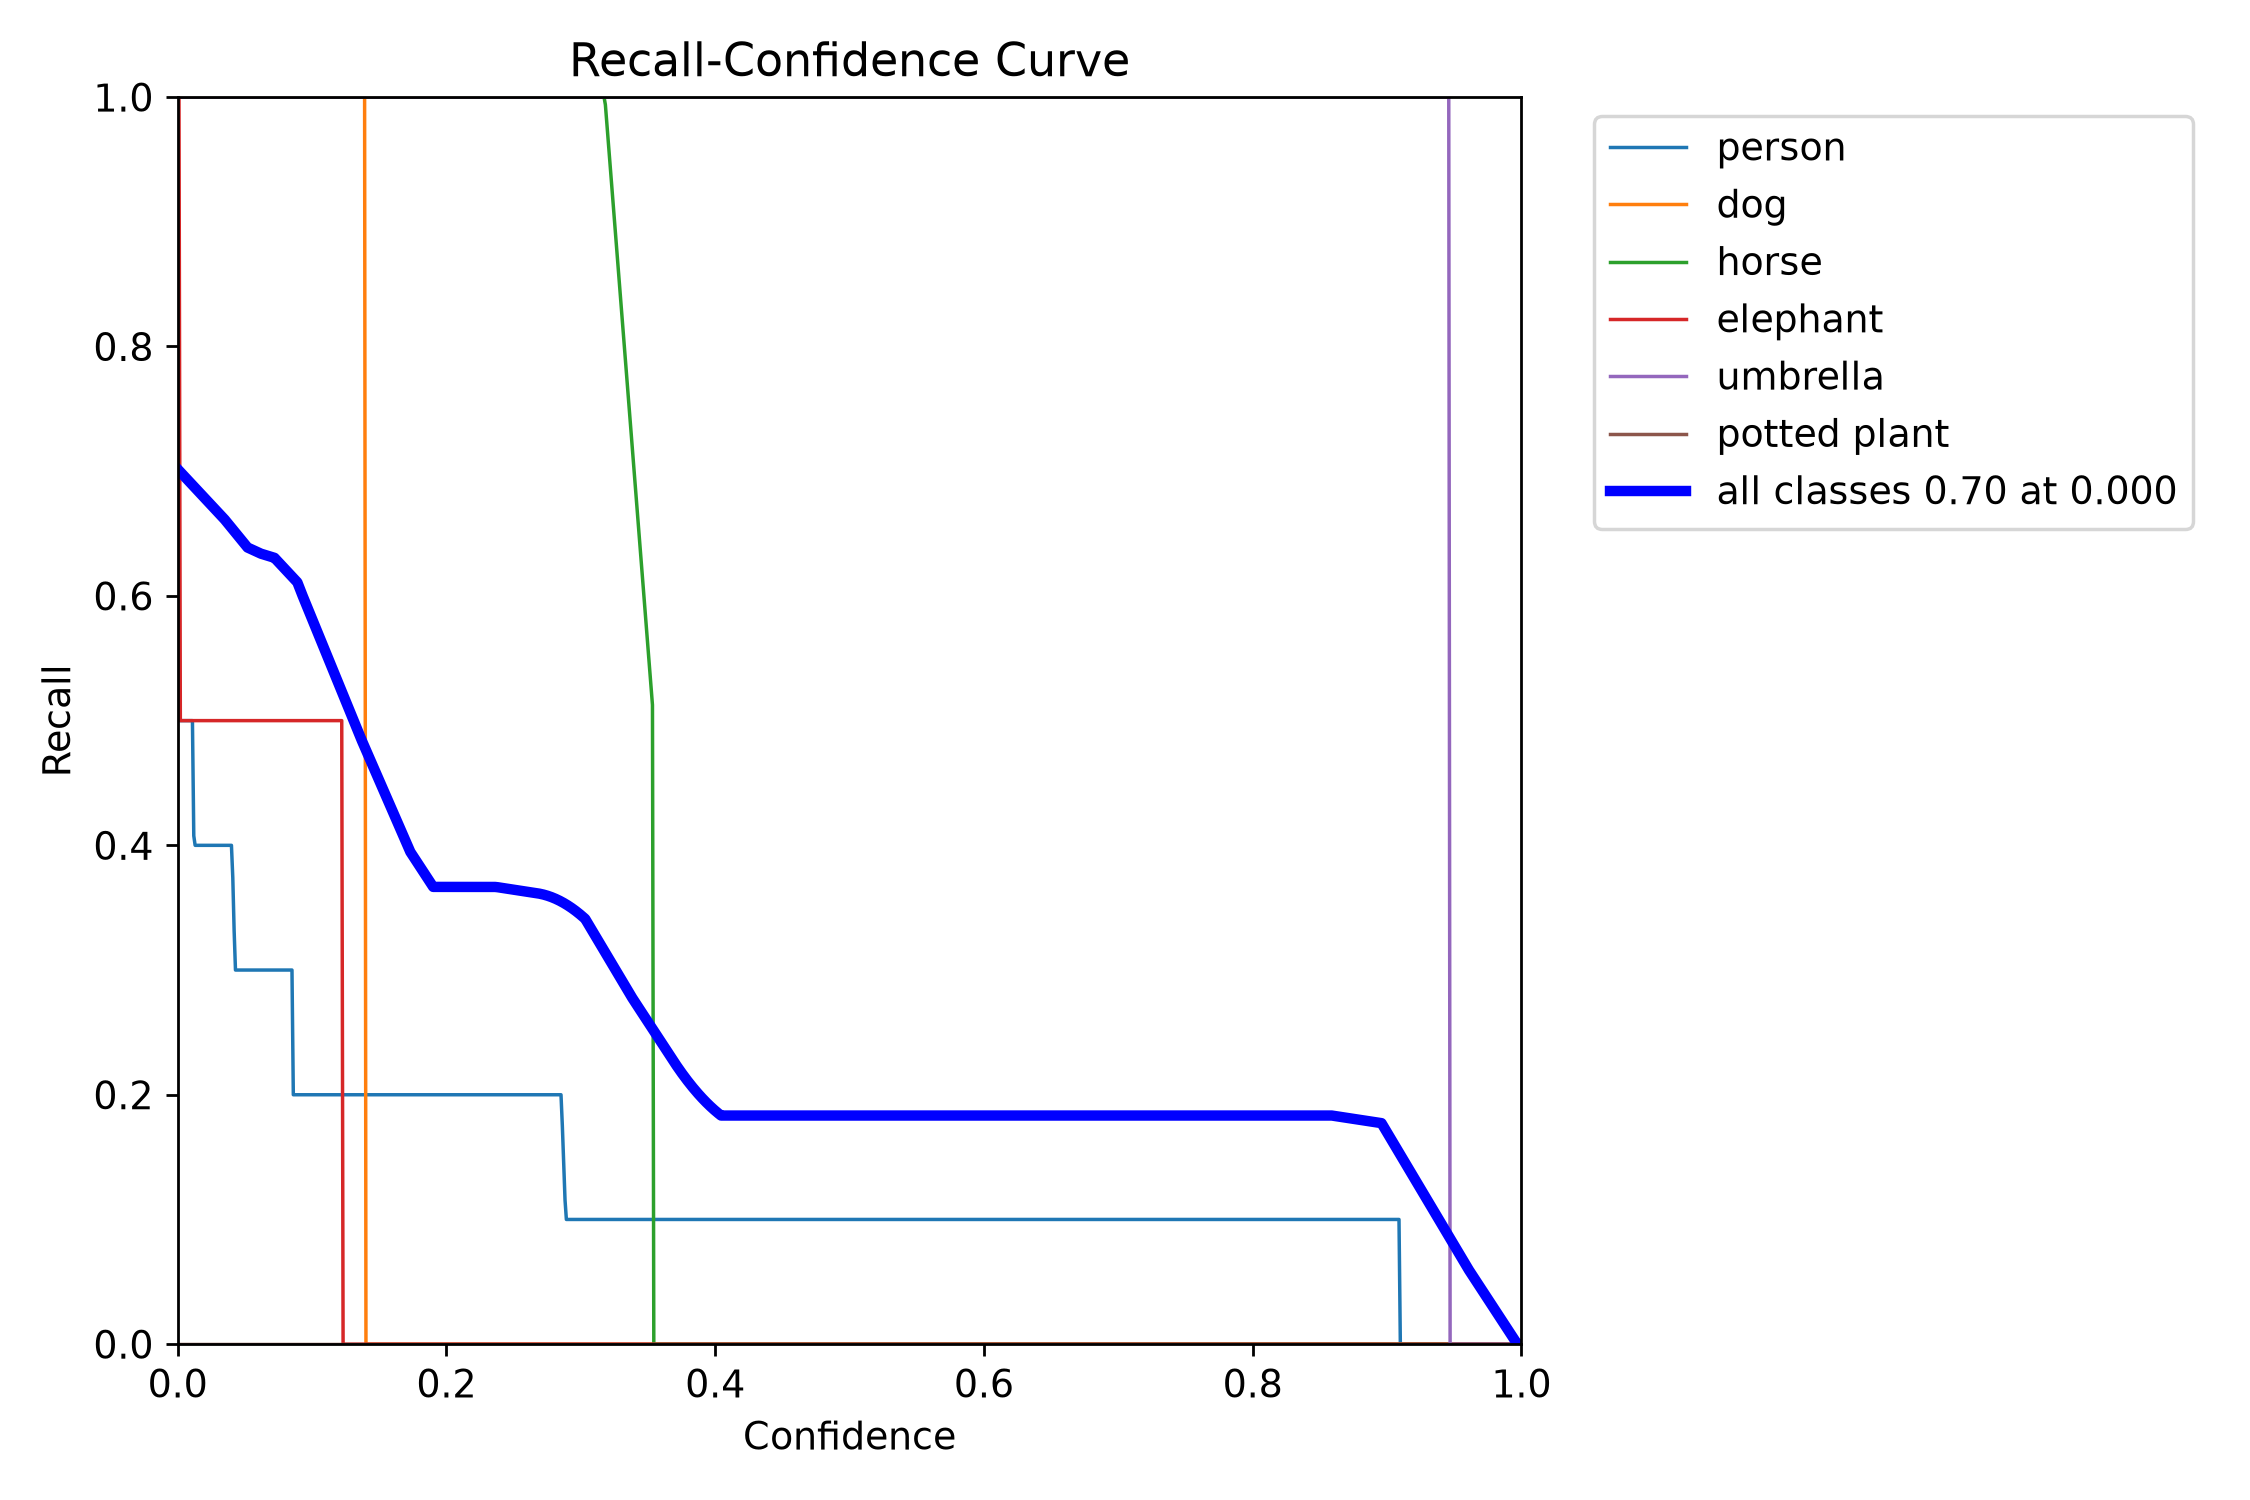 Recall-Confidence Curve
1.0
0.8
0.6
0.4
0.2
0.0
Recall
0.0 0.2 0.4 0.6 0.8 1.0
Confidence
person
dog
horse
elephant
umbrella
potted plant
all classes 0.70 at 0.000